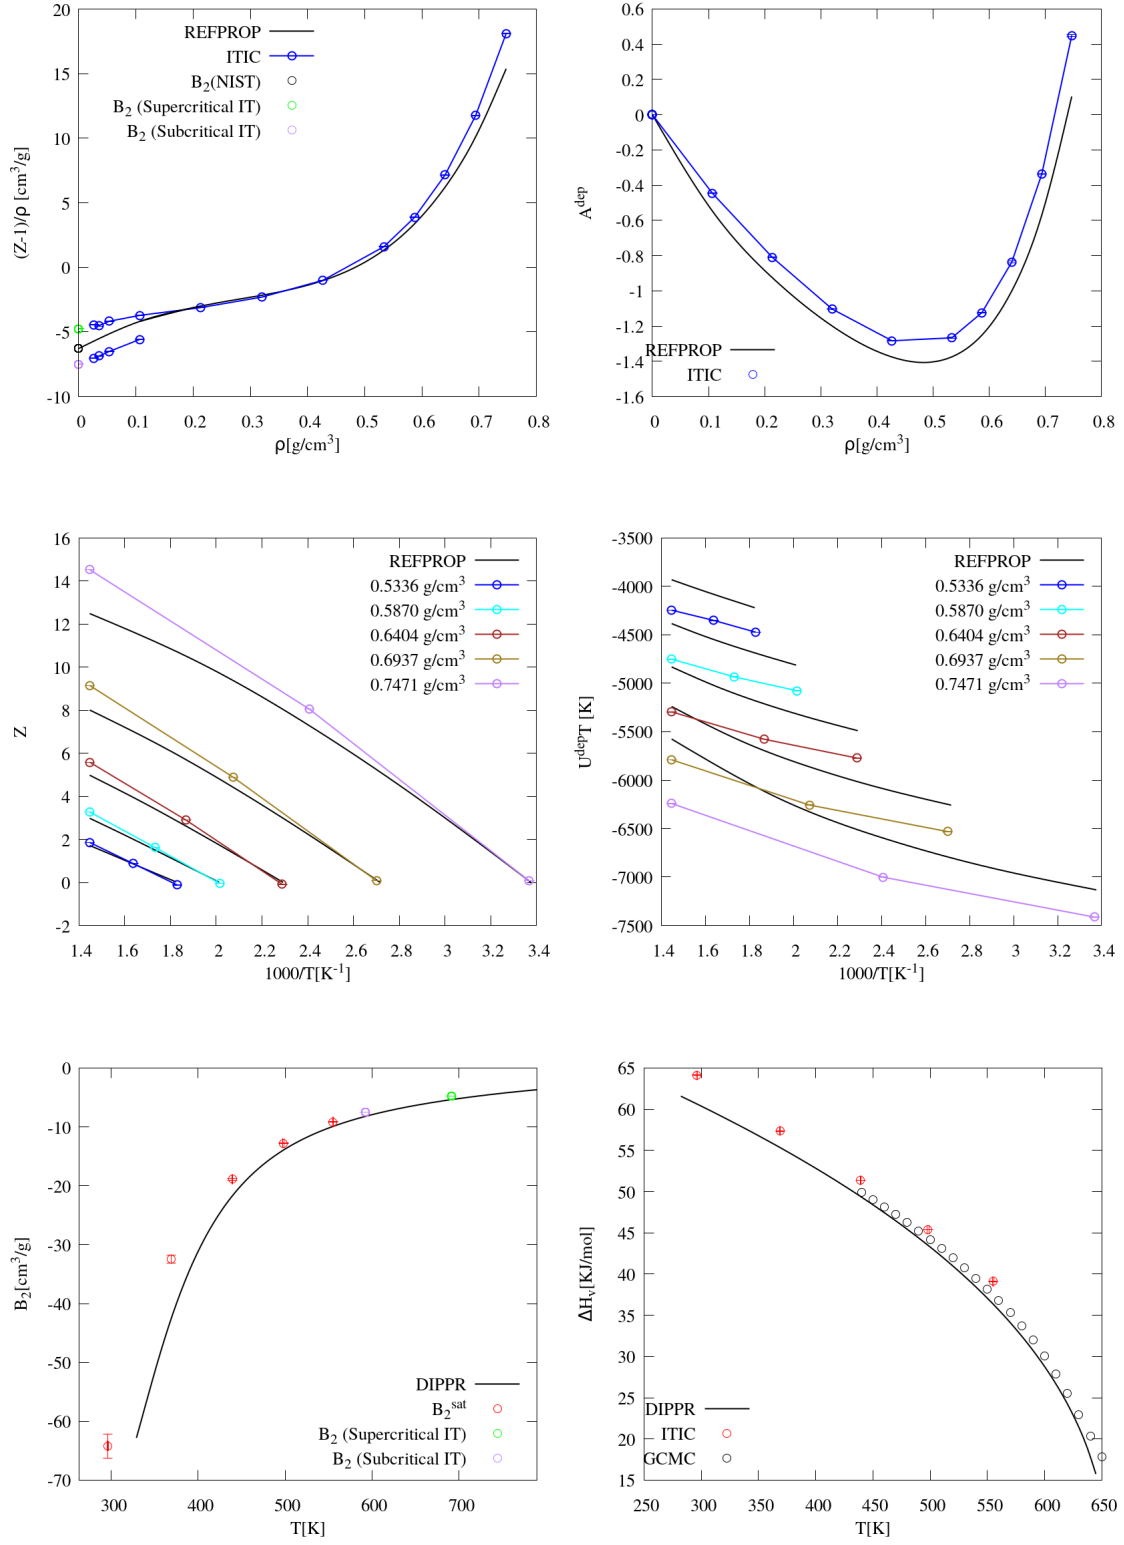 20
15
10
5
0
-5
-10
(Z-1)/ρ [cm³/g]
REFPROP
ITIC
B₂(NIST)
B₂ (Supercritical IT)
B₂ (Subcritical IT)
0 0.1 0.2 0.3 0.4 0.5 0.6 0.7 0.8
ρ[g/cm³]
0.6
0.4
0.2
0
-0.2
-0.4
-0.6
-0.8
-1
-1.2
-1.4
-1.6
A^dep
REFPROP
ITIC
0 0.1 0.2 0.3 0.4 0.5 0.6 0.7 0.8
ρ[g/cm³]
16
14
12
10
8
6
4
2
0
-2
Z
REFPROP
0.5336 g/cm³
0.5870 g/cm³
0.6404 g/cm³
0.6937 g/cm³
0.7471 g/cm³
1.4 1.6 1.8 2 2.2 2.4 2.6 2.8 3 3.2 3.4
1000/T[K⁻¹]
-3500
-4000
-4500
-5000
-5500
-6000
-6500
-7000
-7500
U^depT [K]
REFPROP
0.5336 g/cm³
0.5870 g/cm³
0.6404 g/cm³
0.6937 g/cm³
0.7471 g/cm³
1.4 1.6 1.8 2 2.2 2.4 2.6 2.8 3 3.2 3.4
1000/T[K⁻¹]
0
-10
-20
-30
-40
-50
-60
-70
B₂[cm³/g]
DIPPR
B₂^sat
B₂ (Supercritical IT)
B₂ (Subcritical IT)
300 400 500 600 700
T[K]
65
60
55
50
45
40
35
30
25
20
15
ΔHᵥ[KJ/mol]
DIPPR
ITIC
GCMC
250 300 350 400 450 500 550 600 650
T[K]